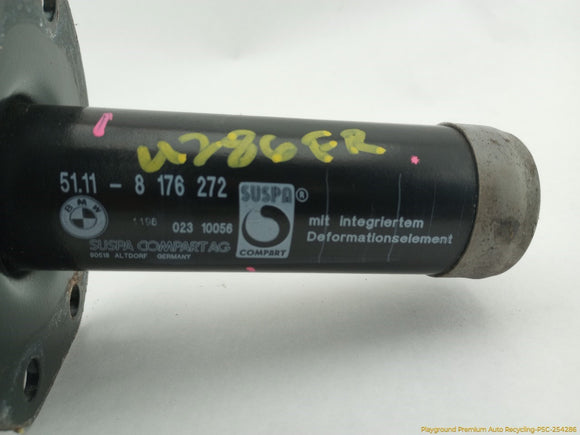 U286ER
51.11 - 8 176 272
BMW
1196 023 10056
SUSPA COMPART AG
90518 ALTDORF GERMANY
SUSPA®
COMPART
mit integriertem
Deformationselement
Playground Premium Auto Recycling-PSC-254286